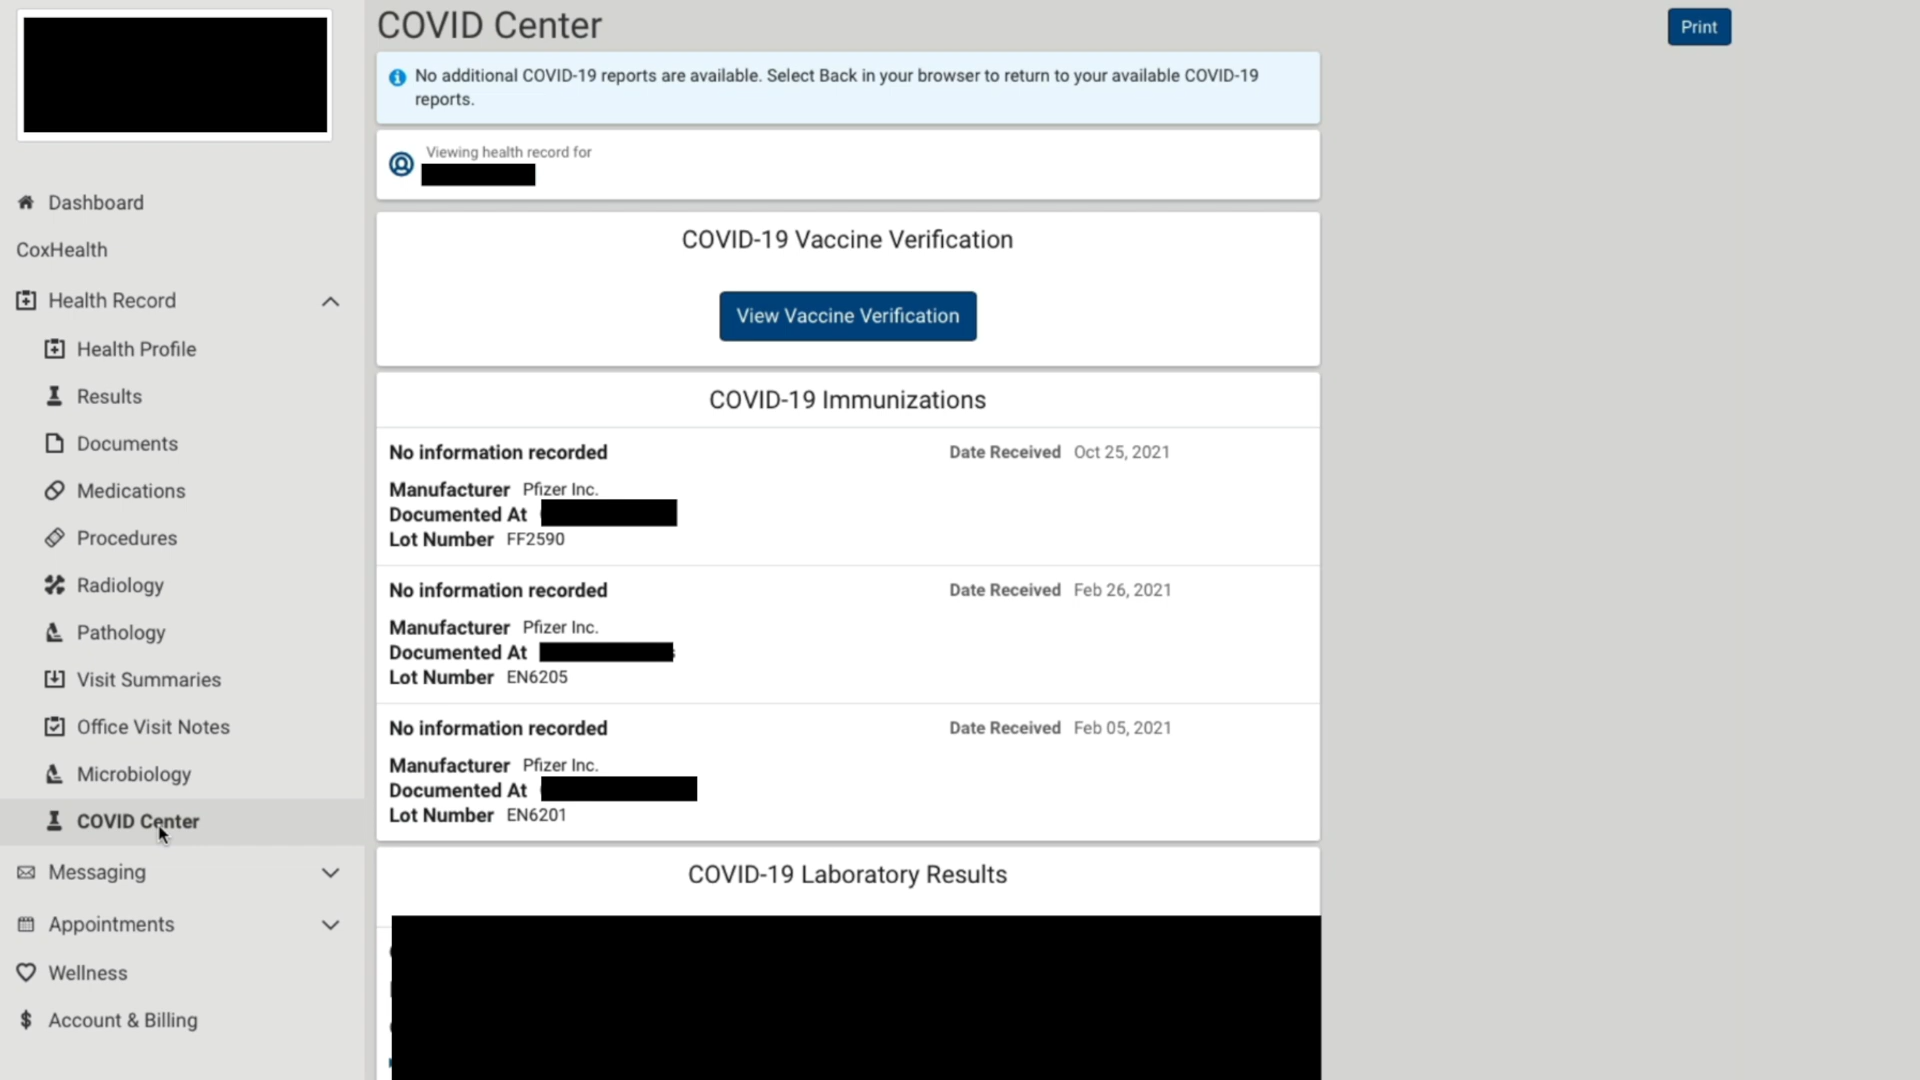 COVID Center
Print
No additional COVID-19 reports are available. Select Back in your browser to return to your available COVID-19
reports.
Viewing health record for
Dashboard
CoxHealth
Health Record
Health Profile
Results
Documents
Medications
Procedures
Radiology
Pathology
Visit Summaries
Office Visit Notes
Microbiology
COVID Center
Messaging
Appointments
Wellness
$ Account & Billing
COVID-19 Vaccine Verification
View Vaccine Verification
COVID-19 Immunizations
No information recorded Date Received Oct 25, 2021
Manufacturer Pfizer Inc.
Documented At
Lot Number FF2590
No information recorded Date Received Feb 26, 2021
Manufacturer Pfizer Inc.
Documented At
Lot Number EN6205
No information recorded Date Received Feb 05, 2021
Manufacturer Pfizer Inc.
Documented At
Lot Number EN6201
COVID-19 Laboratory Results